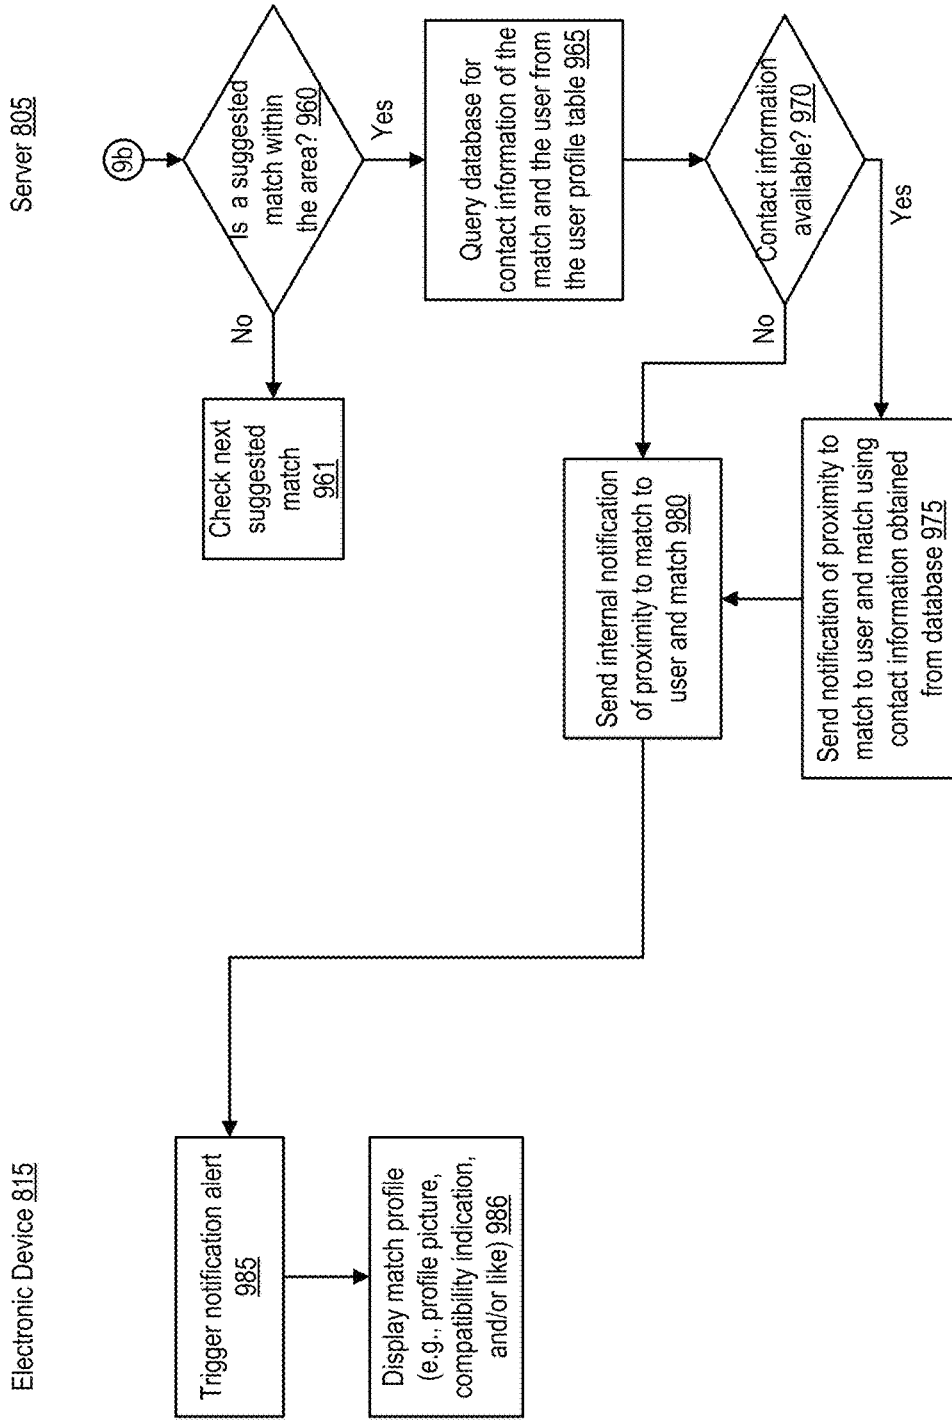 Electronic Device 815
Server 805
9b
Is a suggested
match within
the area? 960
No
Yes
Check next
suggested
match
961
Query database for
contact information of the
match and the user from
the user profile table 965
Contact information
available? 970
No
Yes
Send internal notification
of proximity to match to
user and match 980
Send notification of proximity to
match to user and match using
contact information obtained
from database 975
Trigger notification alert
985
Display match profile
(e.g., profile picture,
compatibility indication,
and/or like) 986